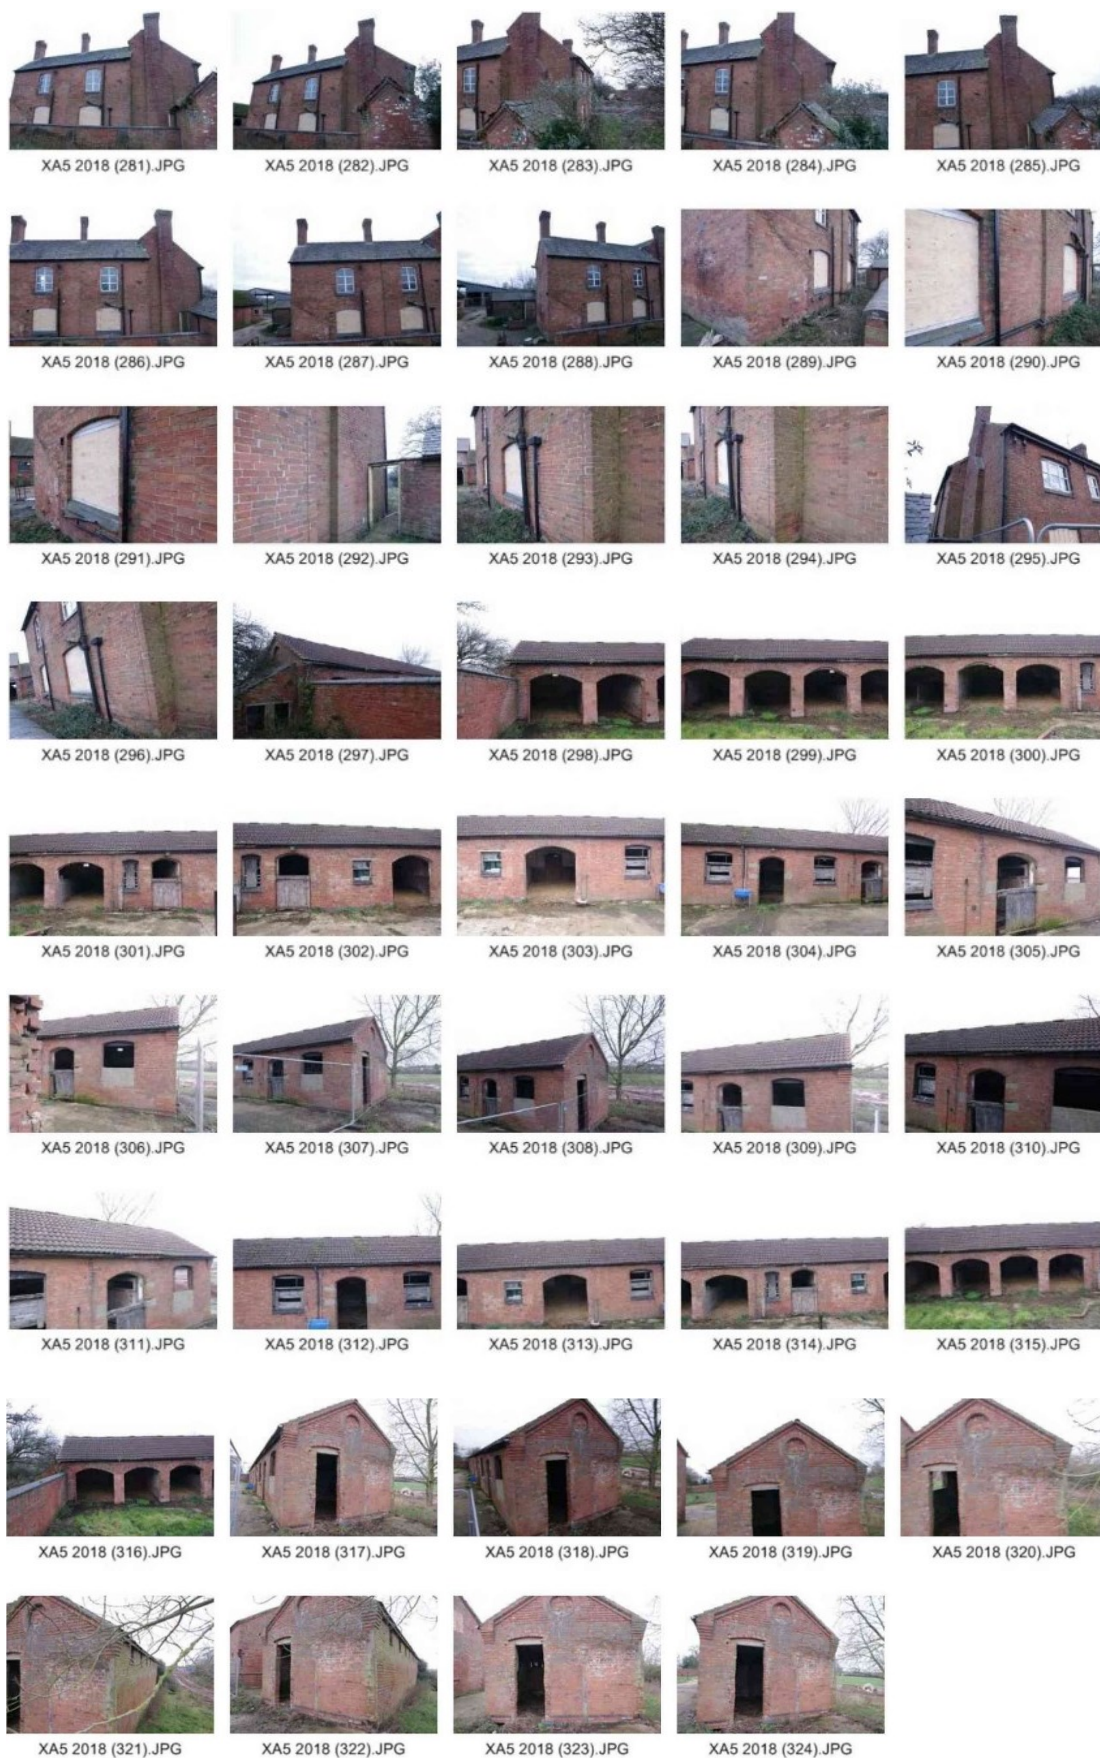 XA5 2018 (281).JPG XA5 2018 (282).JPG XA5 2018 (283).JPG XA5 2018 (284).JPG XA5 2018 (285).JPG
XA5 2018 (286).JPG XA5 2018 (287).JPG XA5 2018 (288).JPG XA5 2018 (289).JPG XA5 2018 (290).JPG
XA5 2018 (291).JPG XA5 2018 (292).JPG XA5 2018 (293).JPG XA5 2018 (294).JPG XA5 2018 (295).JPG
XA5 2018 (296).JPG XA5 2018 (297).JPG XA5 2018 (298).JPG XA5 2018 (299).JPG XA5 2018 (300).JPG
XA5 2018 (301).JPG XA5 2018 (302).JPG XA5 2018 (303).JPG XA5 2018 (304).JPG XA5 2018 (305).JPG
XA5 2018 (306).JPG XA5 2018 (307).JPG XA5 2018 (308).JPG XA5 2018 (309).JPG XA5 2018 (310).JPG
XA5 2018 (311).JPG XA5 2018 (312).JPG XA5 2018 (313).JPG XA5 2018 (314).JPG XA5 2018 (315).JPG
XA5 2018 (316).JPG XA5 2018 (317).JPG XA5 2018 (318).JPG XA5 2018 (319).JPG XA5 2018 (320).JPG
XA5 2018 (321).JPG XA5 2018 (322).JPG XA5 2018 (323).JPG XA5 2018 (324).JPG